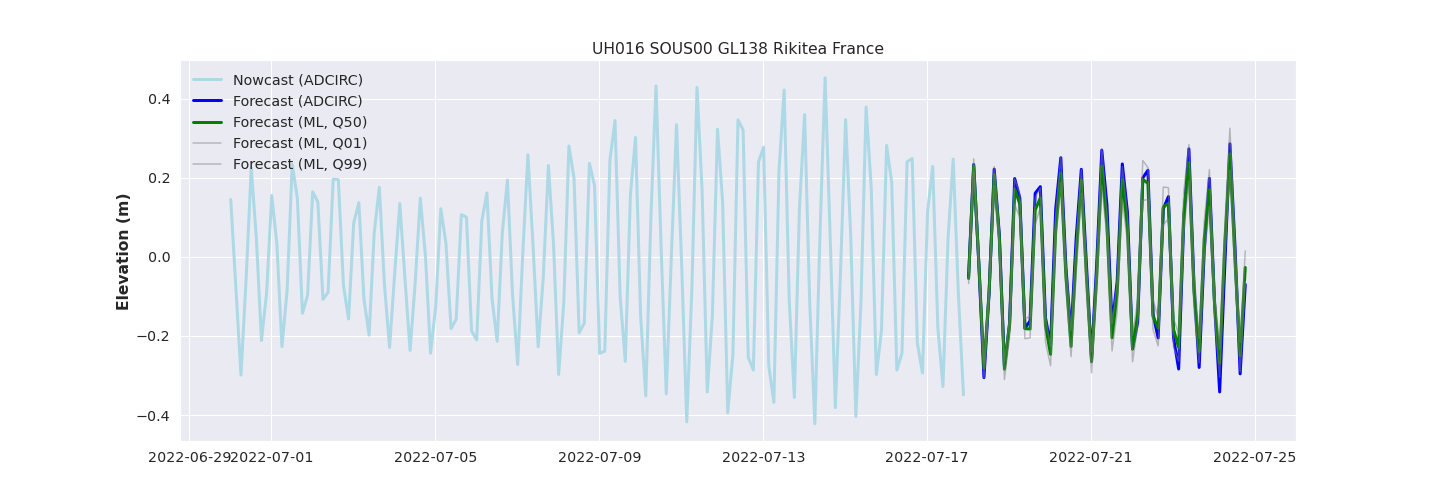 UH016 SOUS00 GL138 Rikitea France
Nowcast (ADCIRC)
Forecast (ADCIRC)
Forecast (ML, Q50)
Forecast (ML, Q01)
Forecast (ML, Q99)
Elevation (m)
0.4
0.2
0.0
−0.2
−0.4
2022-06-29 2022-07-01 2022-07-05 2022-07-09 2022-07-13 2022-07-17 2022-07-21 2022-07-25